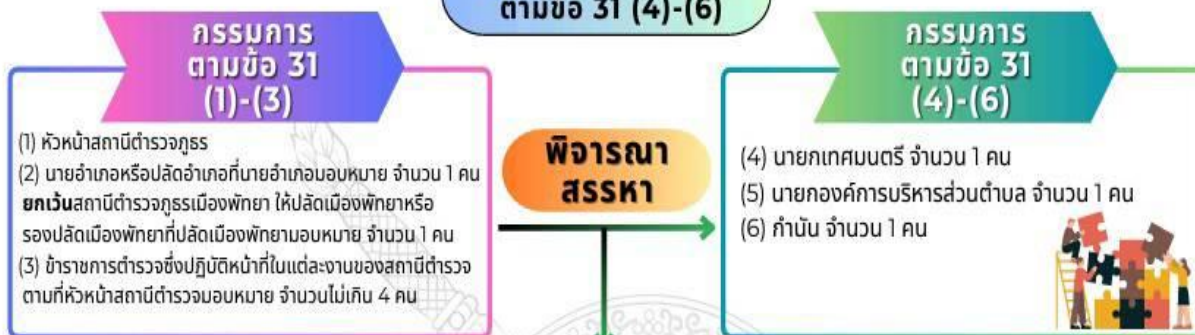 ตามข้อ 31 (4)-(6)
กรรมการ
ตามข้อ 31
(1)-(3)
(1) หัวหน้าสถานีตำรวจภูธร
(2) นายอำเภอหรือปลัดอำเภอที่นายอำเภอมอบหมาย จำนวน 1 คน
ยกเว้นสถานีตำรวจภูธรเมืองพัทยา ให้ปลัดเมืองพัทยาหรือ
รองปลัดเมืองพัทยาที่ปลัดเมืองพัทยามอบหมาย จำนวน 1 คน
(3) ข้าราชการตำรวจซึ่งปฏิบัติหน้าที่ในแต่ละงานของสถานีตำรวจ
ตามที่หัวหน้าสถานีตำรวจมอบหมาย จำนวนไม่เกิน 4 คน
พิจารณา
สรรหา
กรรมการ
ตามข้อ 31
(4)-(6)
(4) นายกเทศมนตรี จำนวน 1 คน
(5) นายกองค์การบริหารส่วนตำบล จำนวน 1 คน
(6) กำนัน จำนวน 1 คน